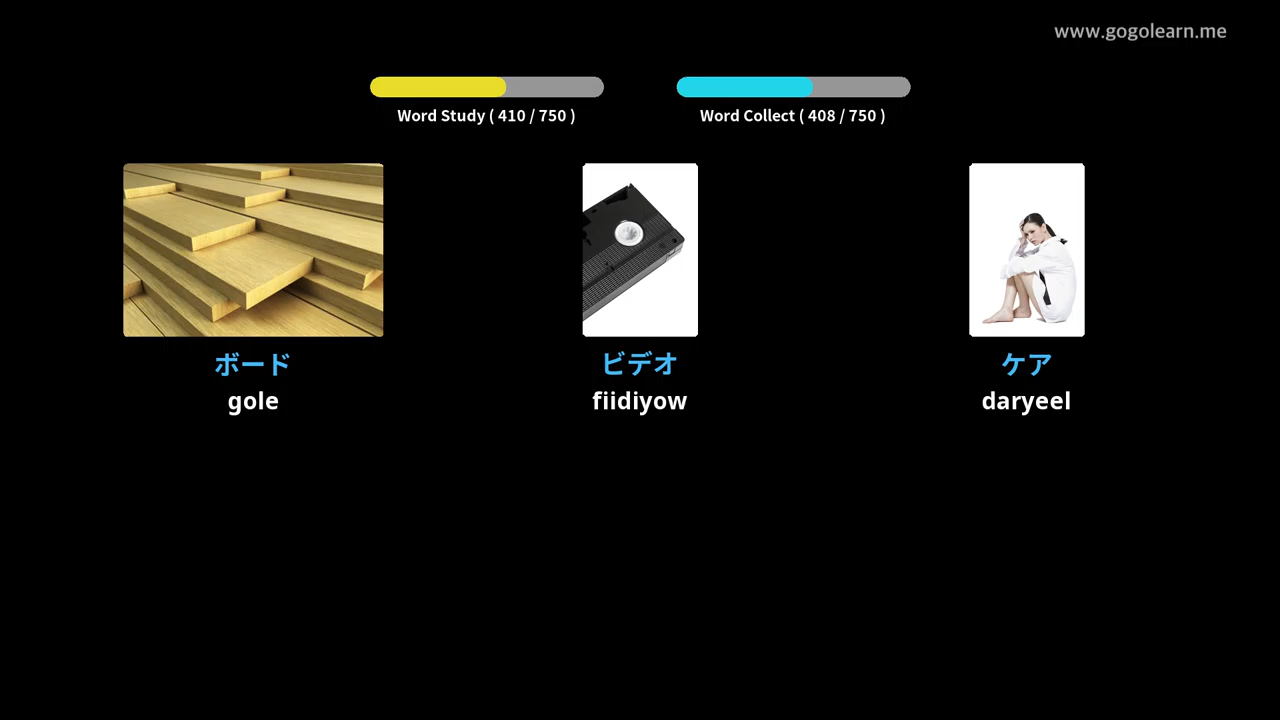 www.gogolearn.me
Word Study ( 410 / 750 )
Word Collect ( 408 / 750 )
ボード
ビデオ
ケア
gole
fiidiyow
daryeel